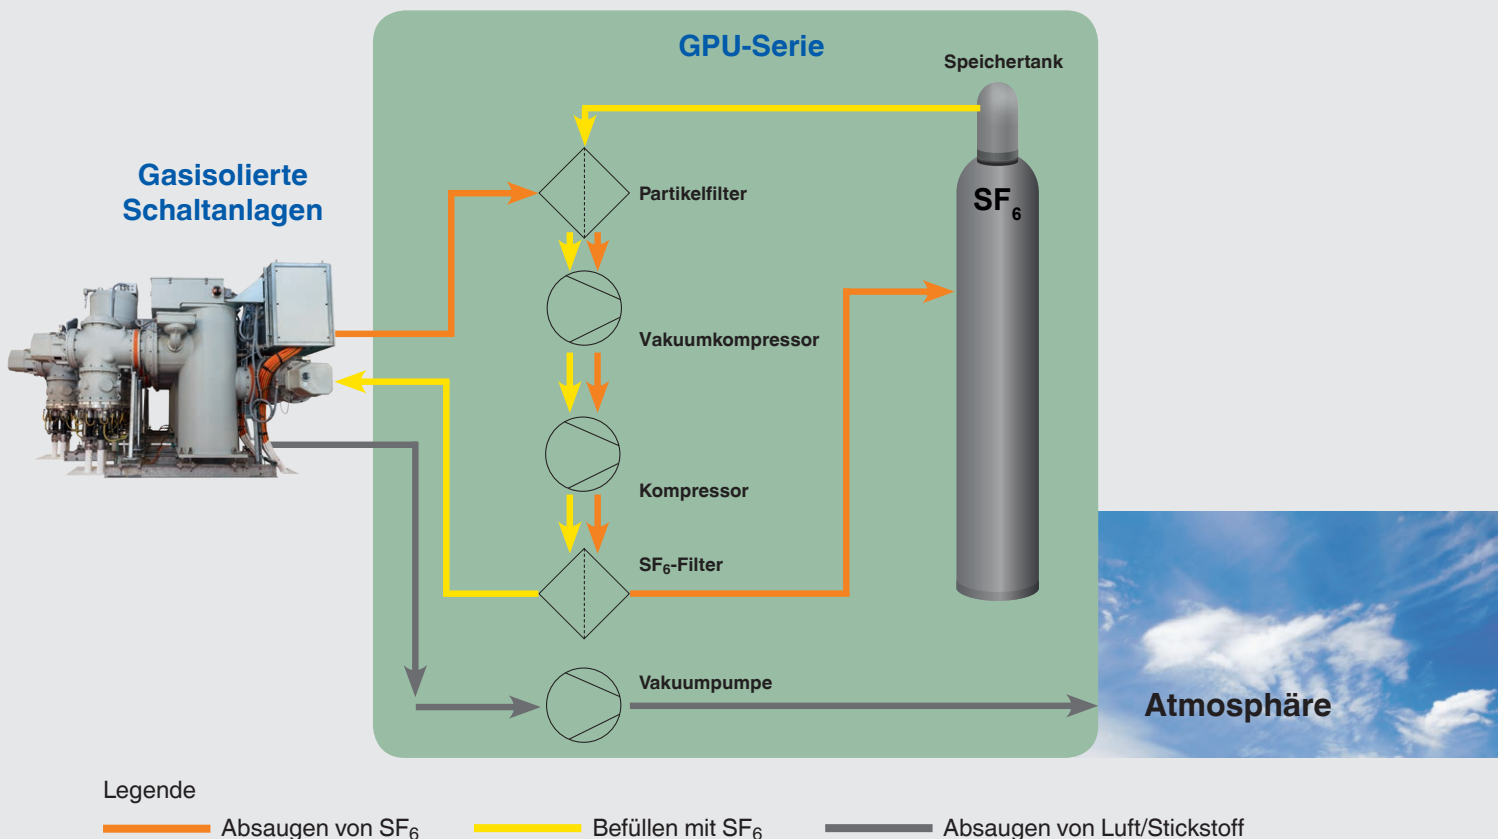 GPU-Serie
Speichertank
Gasisolierte
Schaltanlagen
Partikelfilter
SF₆
Vakuumkompressor
Kompressor
SF₆-Filter
Vakuumpumpe
Atmosphäre
Legende
Absaugen von SF₆
Befüllen mit SF₆
Absaugen von Luft/Stickstoff